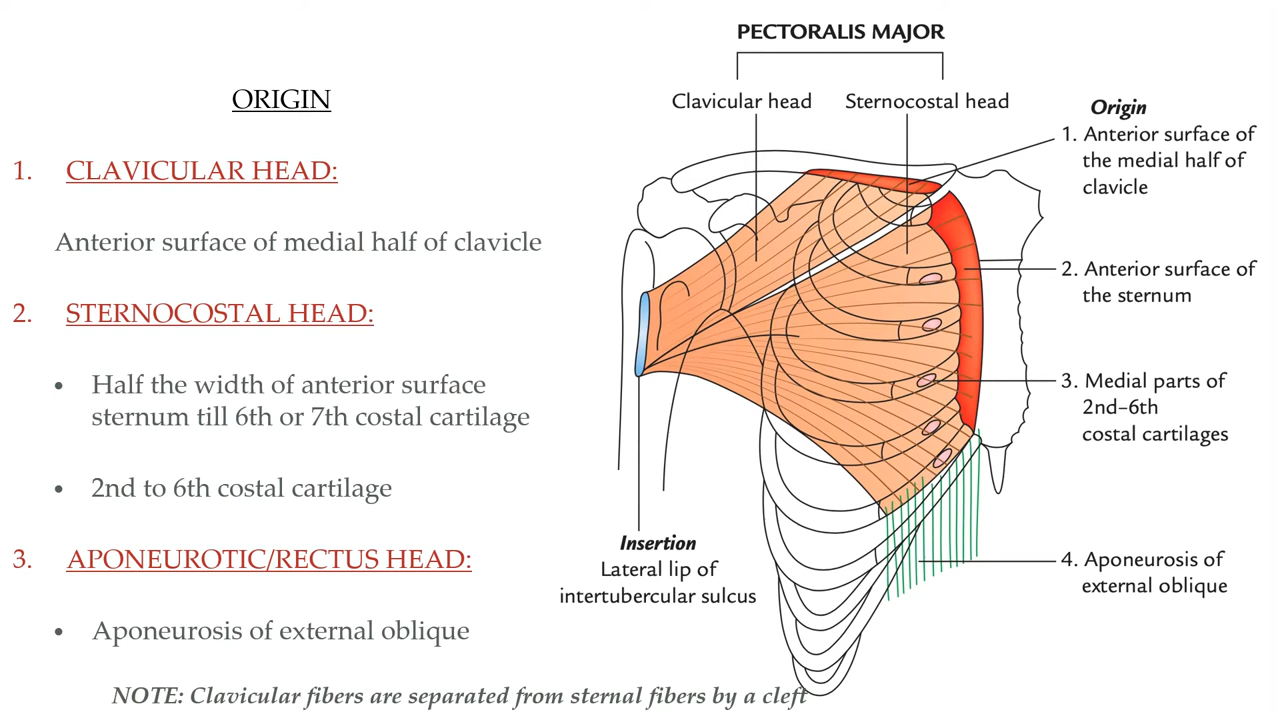 ORIGIN
1. CLAVICULAR HEAD:
Anterior surface of medial half of clavicle
2. STERNOCOSTAL HEAD:
• Half the width of anterior surface
sternum till 6th or 7th costal cartilage
• 2nd to 6th costal cartilage
3. APONEUROTIC/RECTUS HEAD:
• Aponeurosis of external oblique
NOTE: Clavicular fibers are separated from sternal fibers by a cleft
PECTORALIS MAJOR
Clavicular head
Sternocostal head
Origin
1. Anterior surface of
the medial half of
clavicle
2. Anterior surface of
the sternum
3. Medial parts of
2nd–6th
costal cartilages
4. Aponeurosis of
external oblique
Insertion
Lateral lip of
intertubercular sulcus